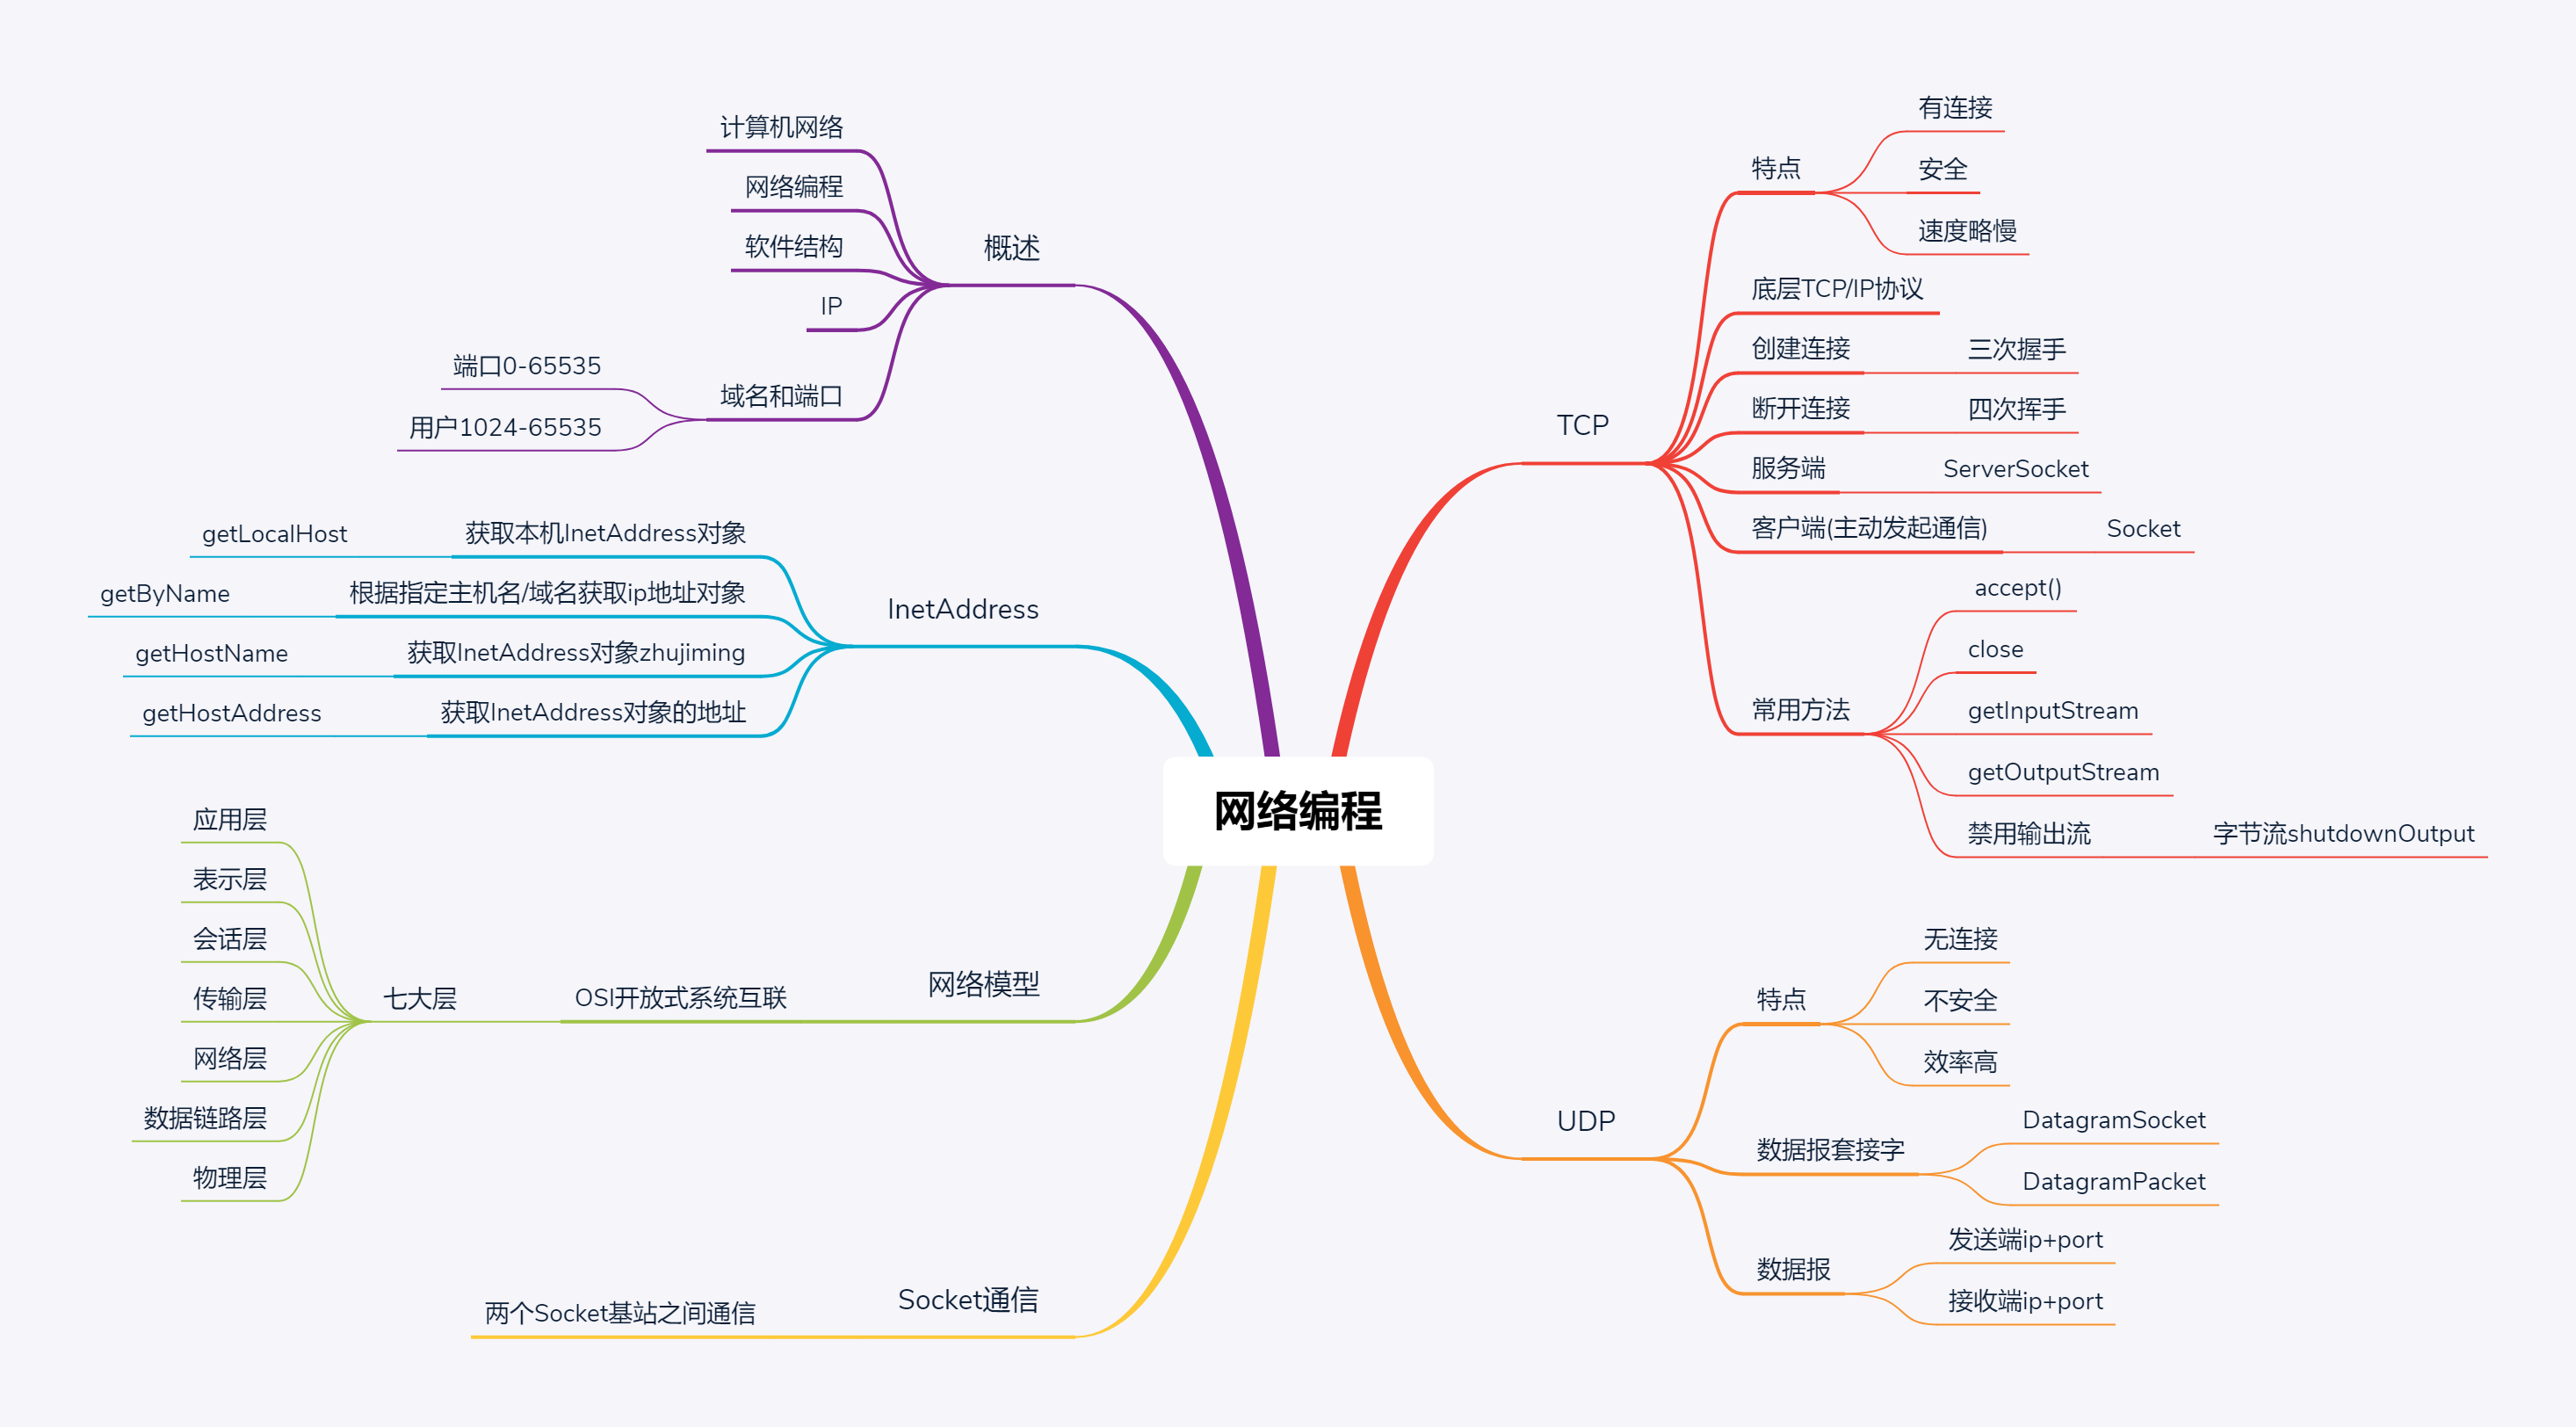 网络编程
TCP
特点
有连接
安全
速度略慢
底层TCP/IP协议
创建连接
三次握手
断开连接
四次挥手
服务端
ServerSocket
客户端(主动发起通信)
Socket
常用方法
accept()
close
getInputStream
getOutputStream
禁用输出流
字节流shutdownOutput
UDP
特点
无连接
不安全
效率高
数据报套接字
DatagramSocket
DatagramPacket
数据报
发送端ip+port
接收端ip+port
概述
计算机网络
网络编程
软件结构
IP
域名和端口
端口0-65535
用户1024-65535
InetAddress
获取本机InetAddress对象
getLocalHost
根据指定主机名/域名获取ip地址对象
getByName
获取InetAddress对象zhujiming
getHostName
获取InetAddress对象的地址
getHostAddress
网络模型
OSI开放式系统互联
七大层
应用层
表示层
会话层
传输层
网络层
数据链路层
物理层
Socket通信
两个Socket基站之间通信